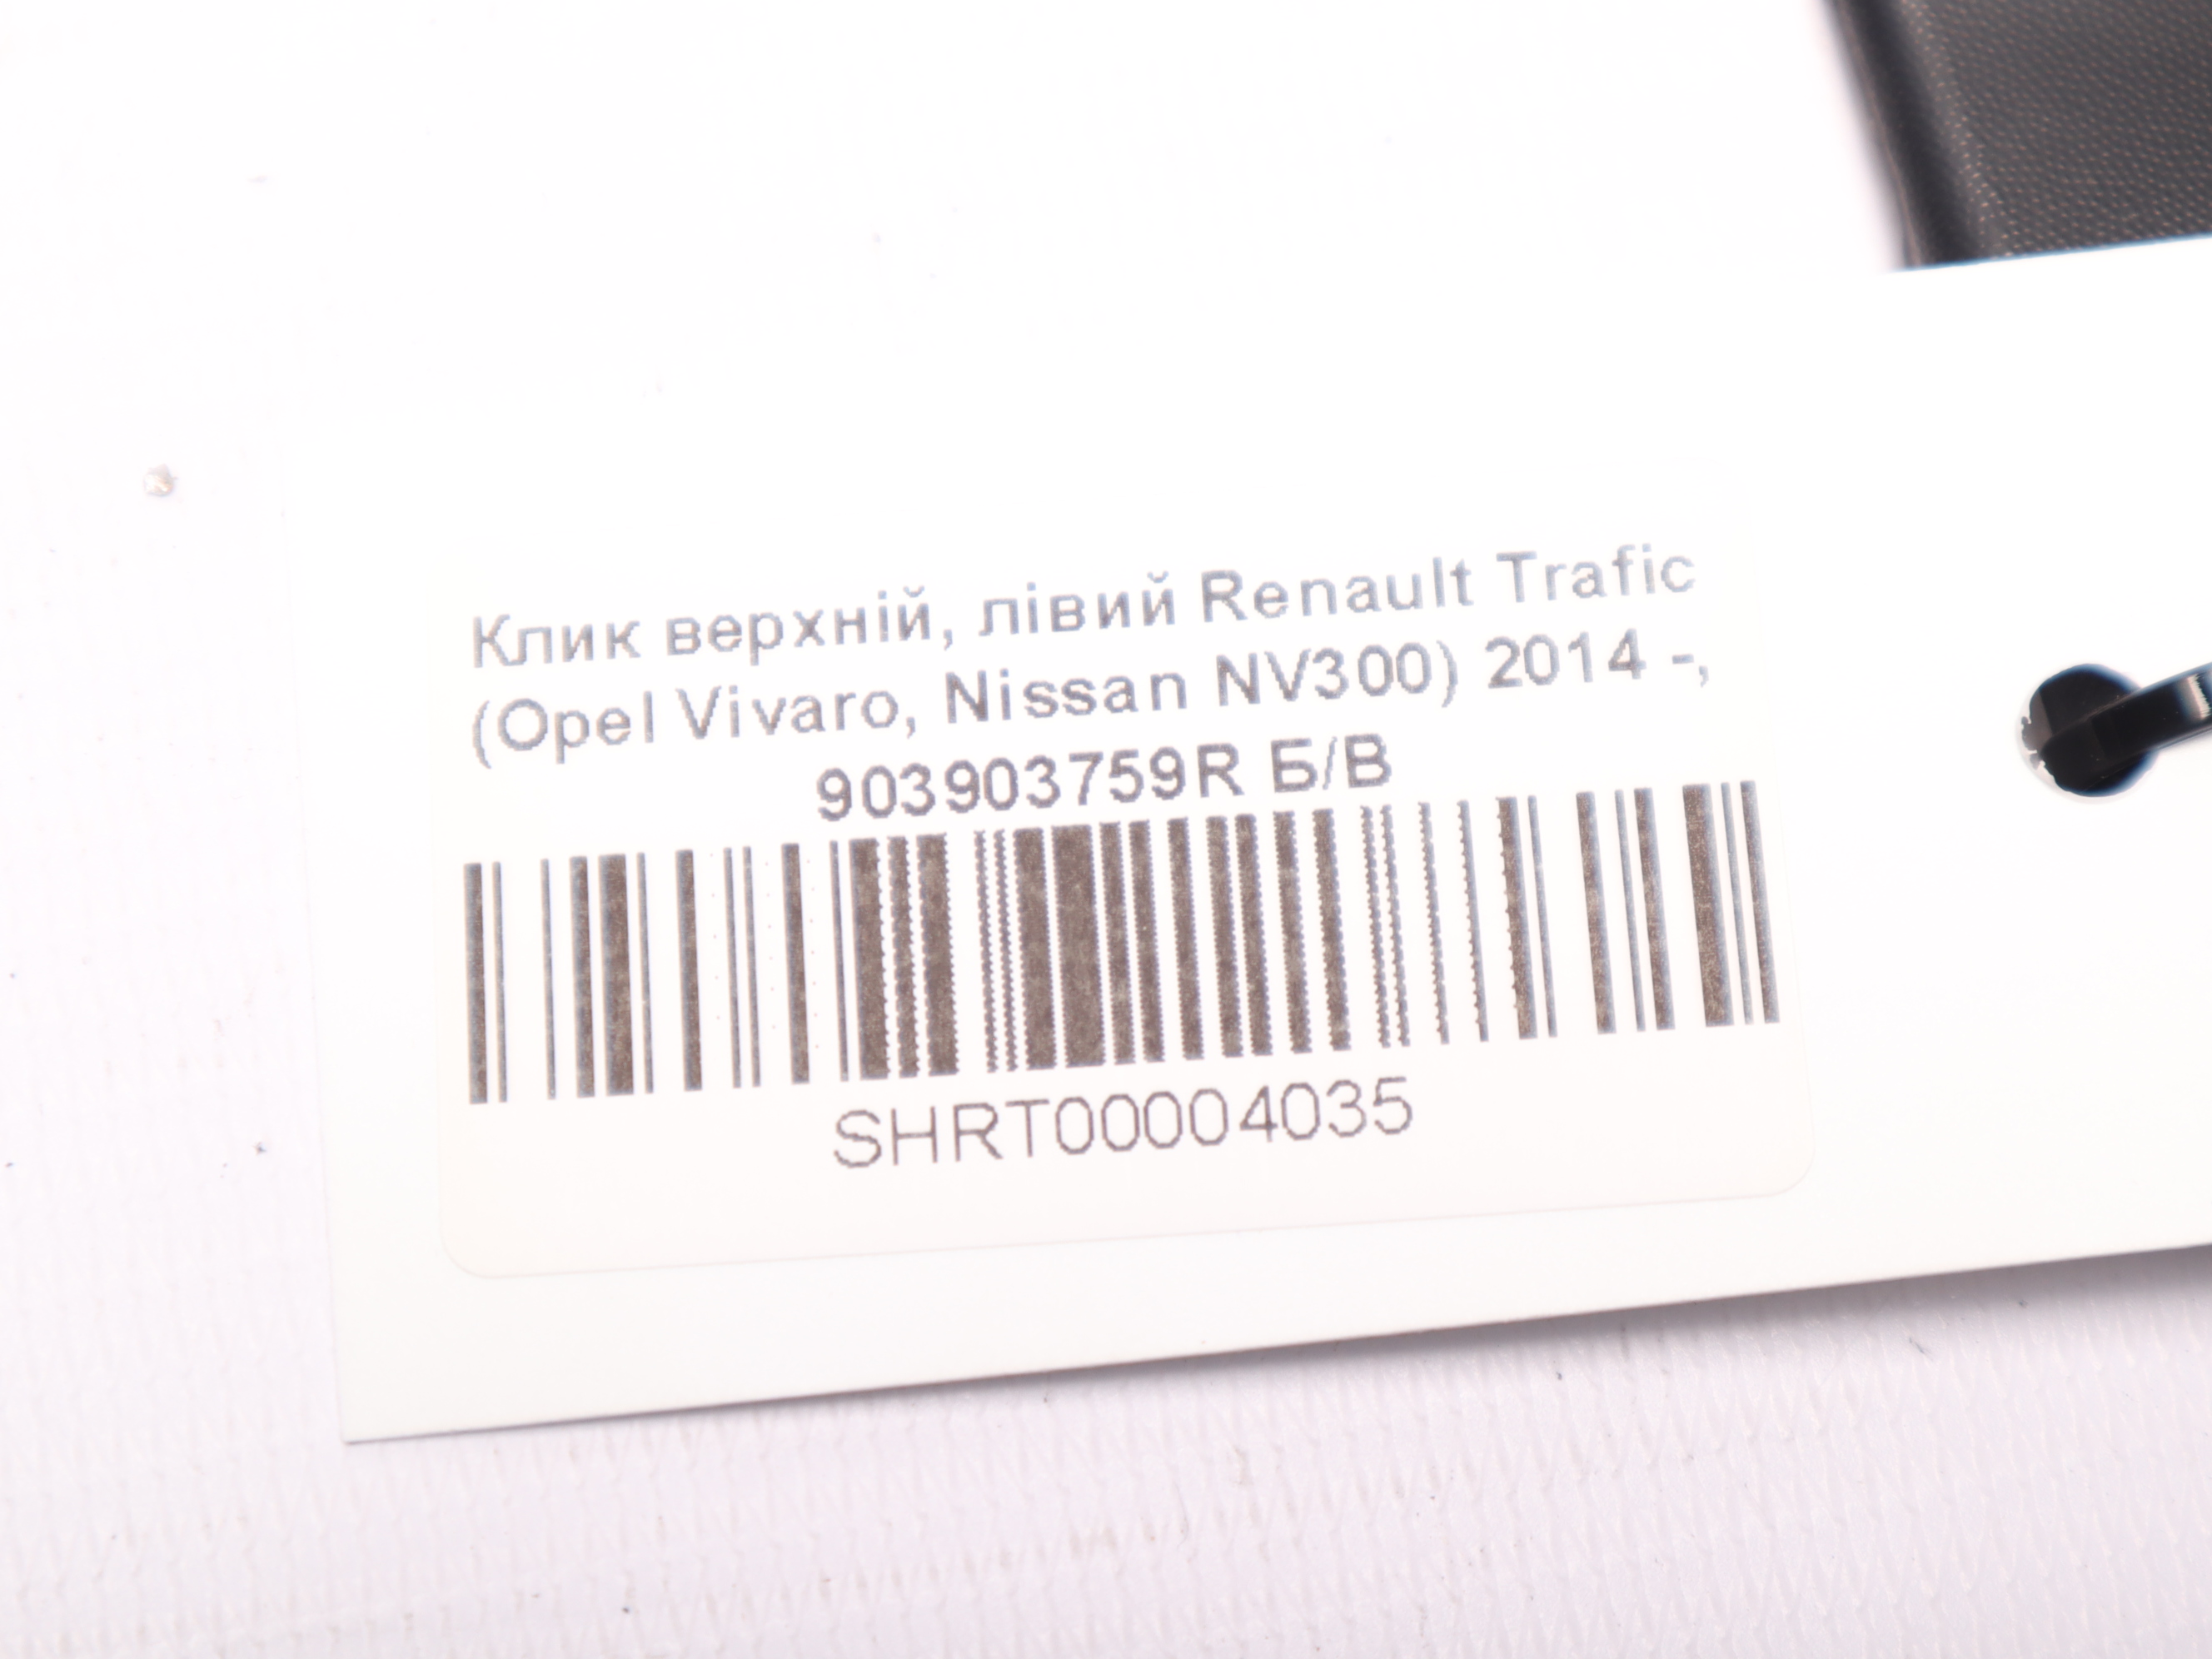 Клик верхній, лівий Renault Trafic
(Opel Vivaro, Nissan NV300) 2014 -,
903903759R Б/В
SHRT00004035